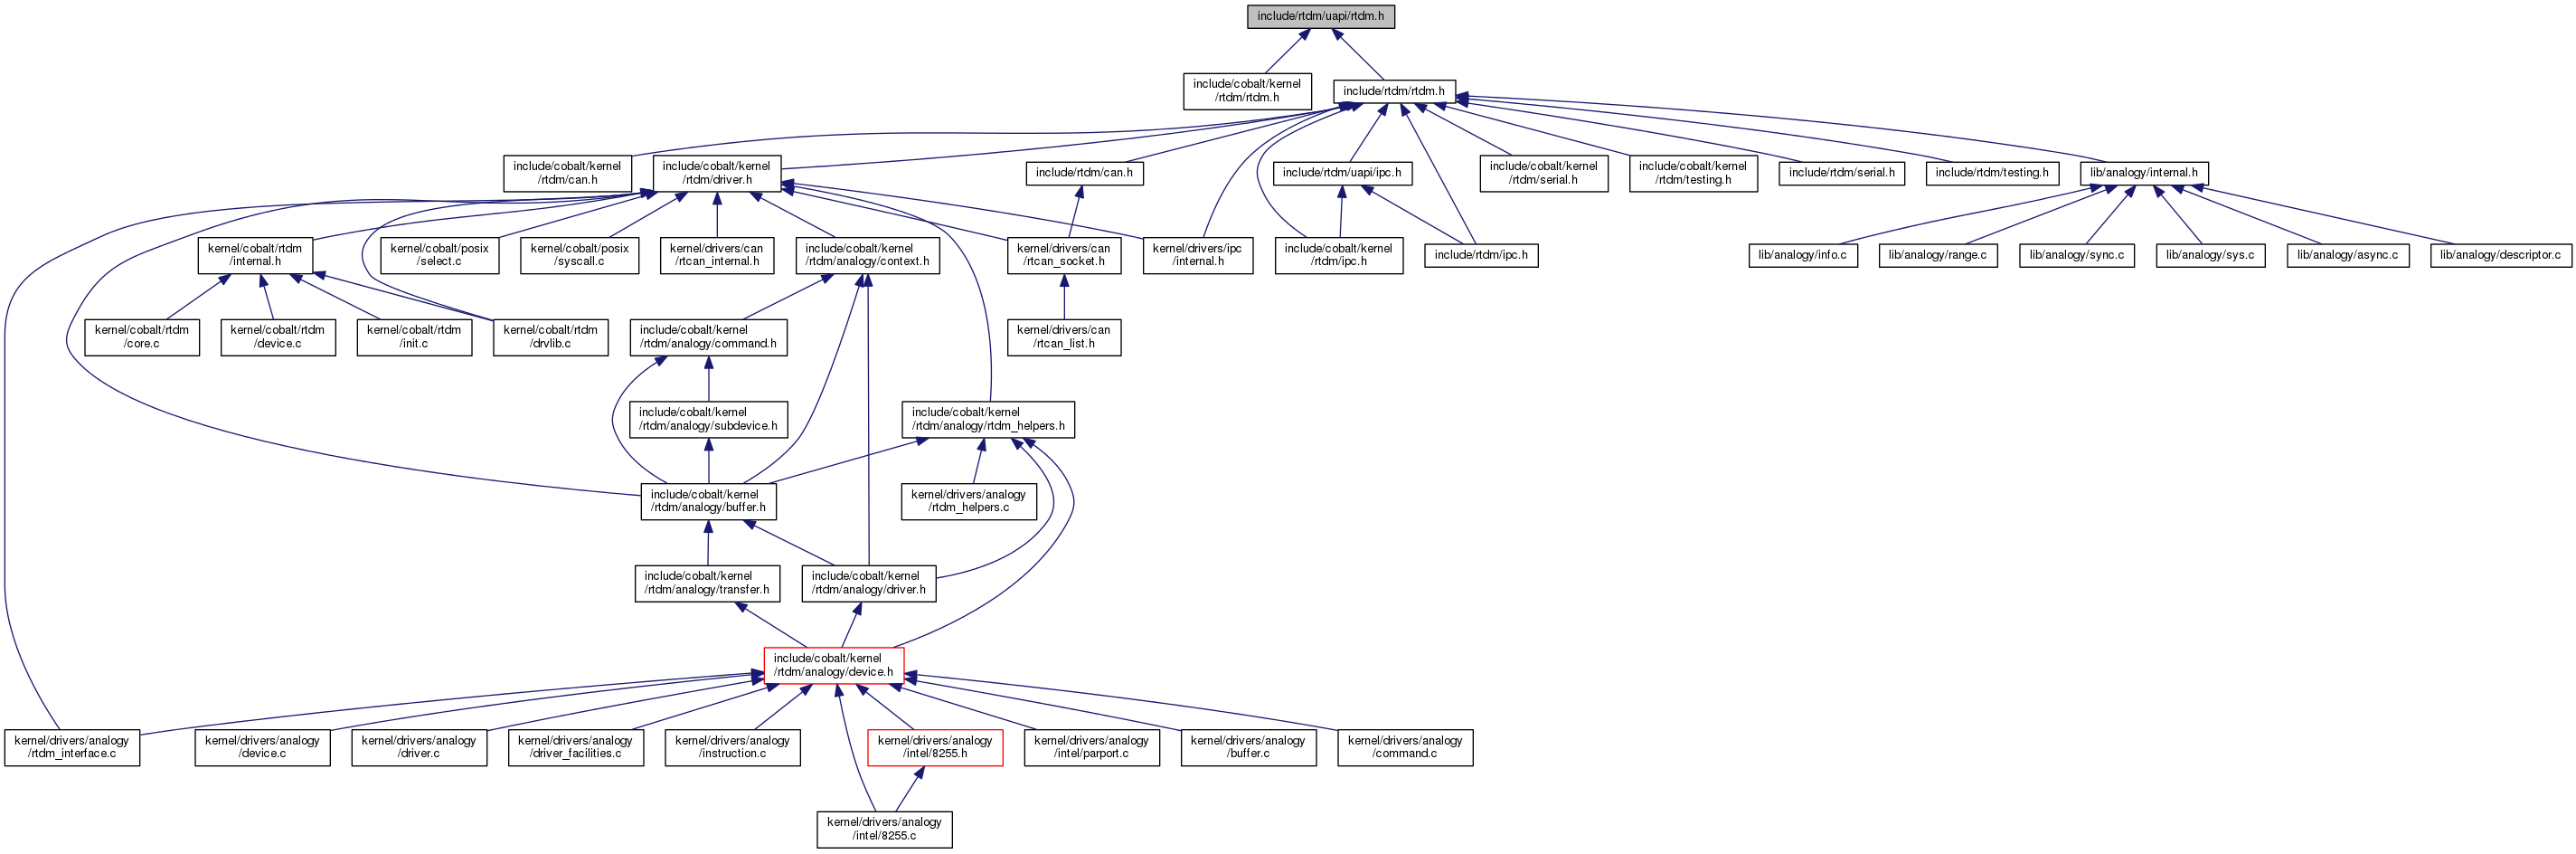 include/rtdm/uapi/rtdm.h
include/cobalt/kernel
/rtdm/rtdm.h
include/rtdm/rtdm.h
include/cobalt/kernel
/rtdm/can.h
include/cobalt/kernel
/rtdm/driver.h
include/rtdm/can.h
include/rtdm/uapi/ipc.h
include/cobalt/kernel
/rtdm/serial.h
include/cobalt/kernel
/rtdm/testing.h
include/rtdm/serial.h
include/rtdm/testing.h
lib/analogy/internal.h
kernel/cobalt/rtdm
/internal.h
kernel/cobalt/posix
/select.c
kernel/cobalt/posix
/syscall.c
kernel/drivers/can
/rtcan_internal.h
include/cobalt/kernel
/rtdm/analogy/context.h
kernel/drivers/can
/rtcan_socket.h
kernel/drivers/ipc
/internal.h
include/cobalt/kernel
/rtdm/ipc.h
include/rtdm/ipc.h
lib/analogy/info.c
lib/analogy/range.c
lib/analogy/sync.c
lib/analogy/sys.c
lib/analogy/async.c
lib/analogy/descriptor.c
kernel/cobalt/rtdm
/core.c
kernel/cobalt/rtdm
/device.c
kernel/cobalt/rtdm
/init.c
kernel/cobalt/rtdm
/drvlib.c
include/cobalt/kernel
/rtdm/analogy/command.h
kernel/drivers/can
/rtcan_list.h
include/cobalt/kernel
/rtdm/analogy/subdevice.h
include/cobalt/kernel
/rtdm/analogy/rtdm_helpers.h
include/cobalt/kernel
/rtdm/analogy/buffer.h
kernel/drivers/analogy
/rtdm_helpers.c
include/cobalt/kernel
/rtdm/analogy/transfer.h
include/cobalt/kernel
/rtdm/analogy/driver.h
include/cobalt/kernel
/rtdm/analogy/device.h
kernel/drivers/analogy
/rtdm_interface.c
kernel/drivers/analogy
/device.c
kernel/drivers/analogy
/driver.c
kernel/drivers/analogy
/driver_facilities.c
kernel/drivers/analogy
/instruction.c
kernel/drivers/analogy
/intel/8255.h
kernel/drivers/analogy
/intel/parport.c
kernel/drivers/analogy
/buffer.c
kernel/drivers/analogy
/command.c
kernel/drivers/analogy
/intel/8255.c